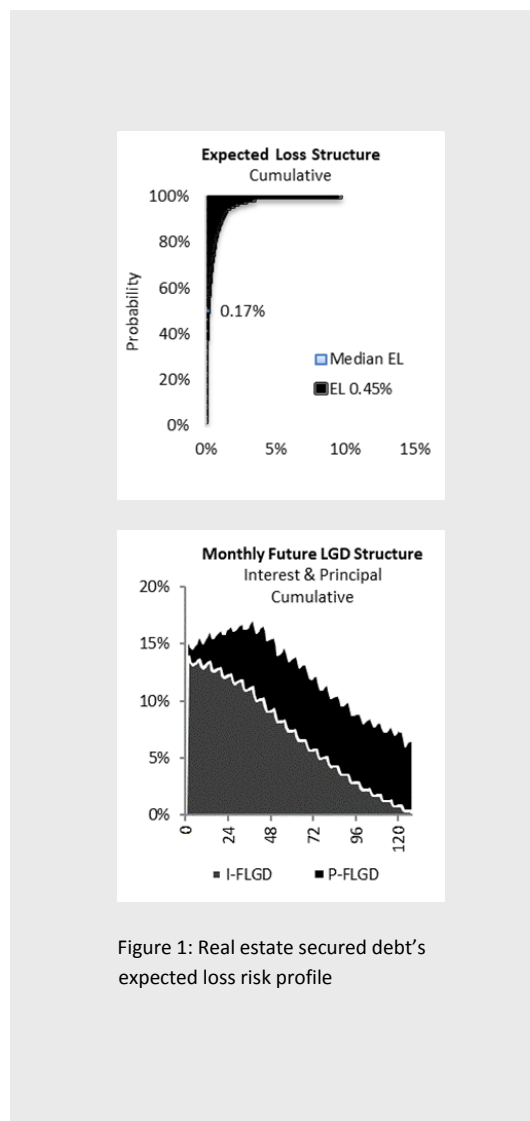 Expected Loss Structure
Cumulative
100%
80%
60%
40%
20%
0%
Probability
0.17%
Median EL
EL 0.45%
0% 5% 10% 15%
Monthly Future LGD Structure
Interest & Principal
Cumulative
20%
15%
10%
5%
0%
0 24 48 72 96 120
I-FLGD P-FLGD
Figure 1: Real estate secured debt’s
expected loss risk profile